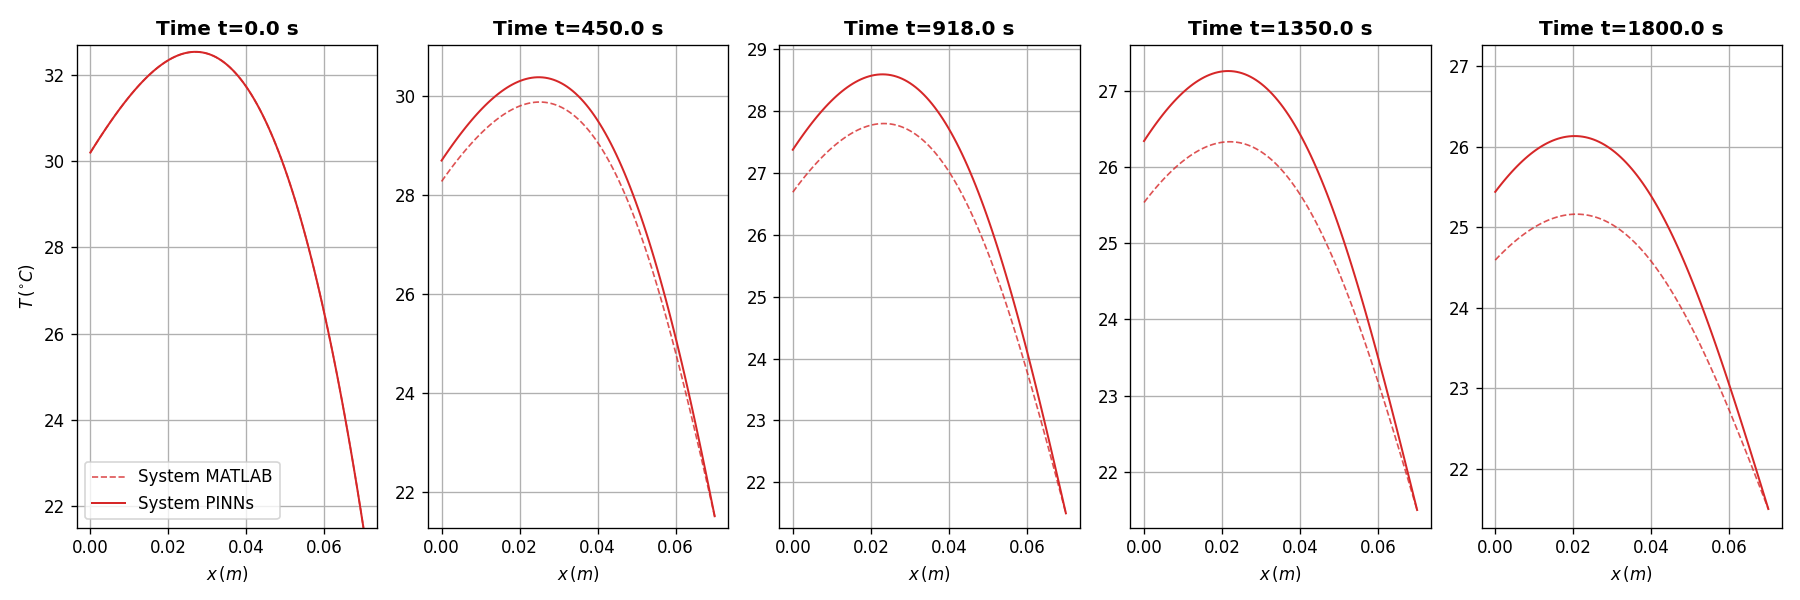 Time t=0.0 s
Time t=450.0 s
Time t=918.0 s
Time t=1350.0 s
Time t=1800.0 s
T (°C)
32
30
28
26
24
22
System MATLAB
System PINNs
0.00 0.02 0.04 0.06
x (m)
30
28
26
24
22
0.00 0.02 0.04 0.06
x (m)
29
28
27
26
25
24
23
22
0.00 0.02 0.04 0.06
x (m)
27
26
25
24
23
22
0.00 0.02 0.04 0.06
x (m)
27
26
25
24
23
22
0.00 0.02 0.04 0.06
x (m)